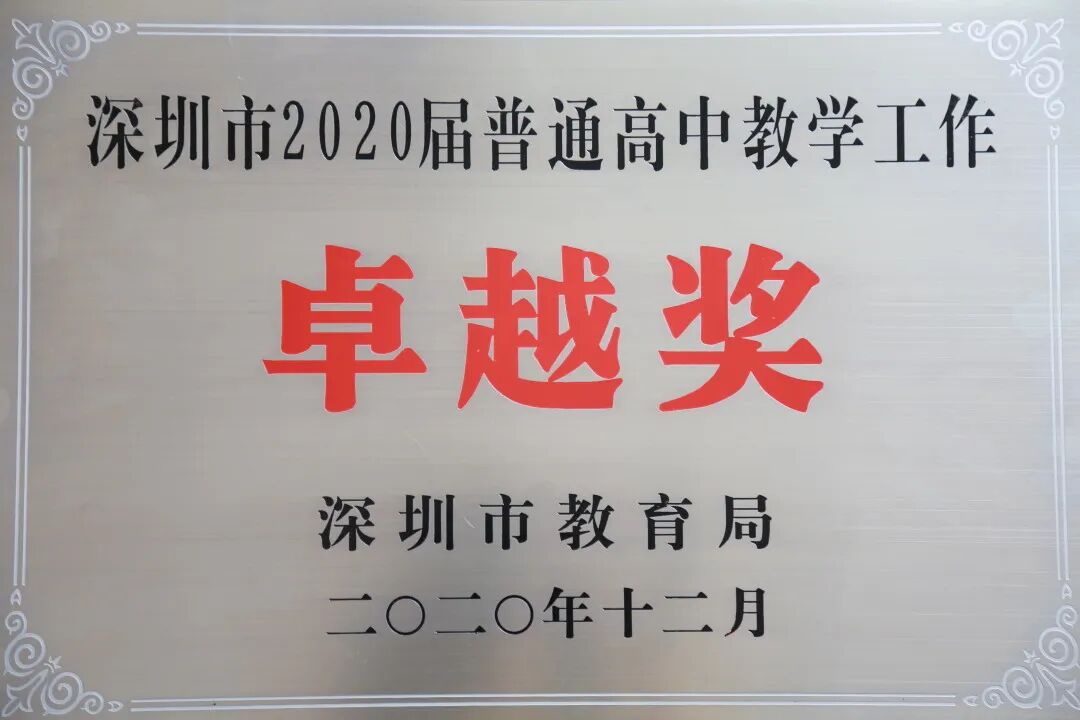 深圳市2020届普通高中教学工作
卓越奖
深圳市教育局
二〇二〇年十二月